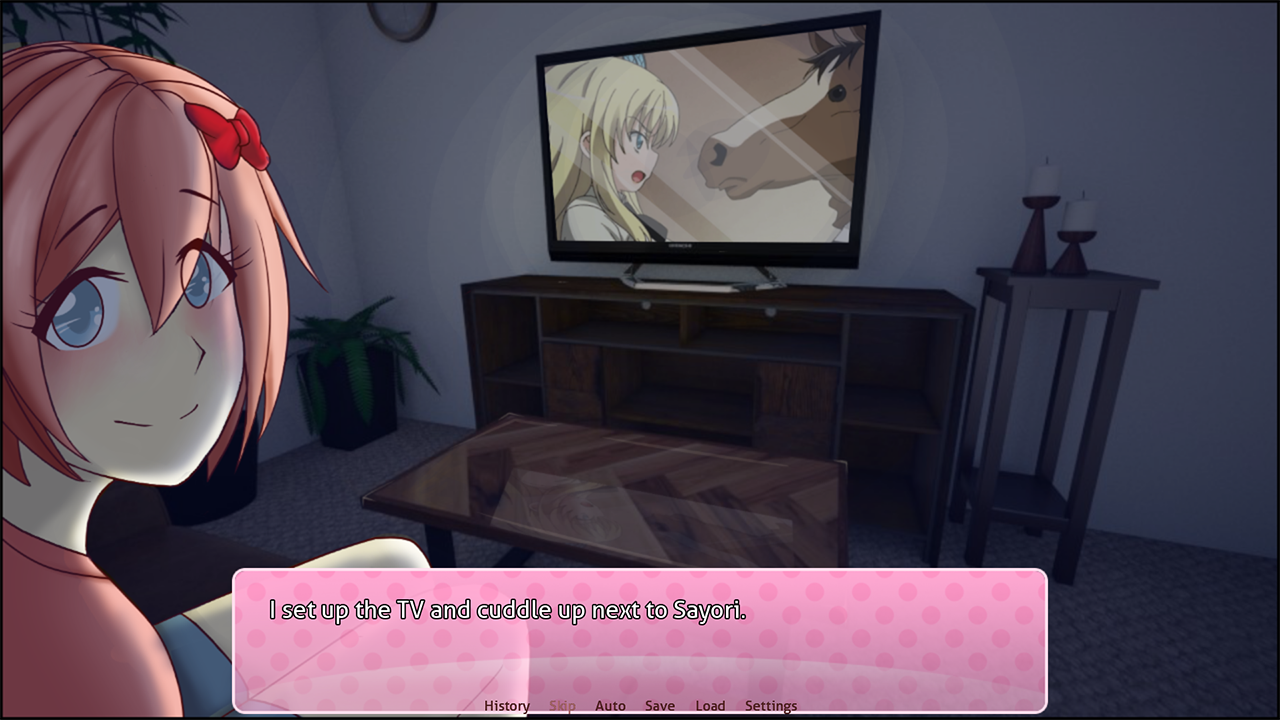 I set up the TV and cuddle up next to Sayori.
History Skip Auto Save Load Settings